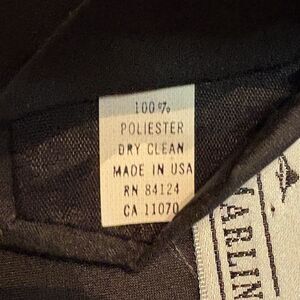 100%
POLIESTER
DRY CLEAN
MADE IN USA
RN 84124
CA 11070